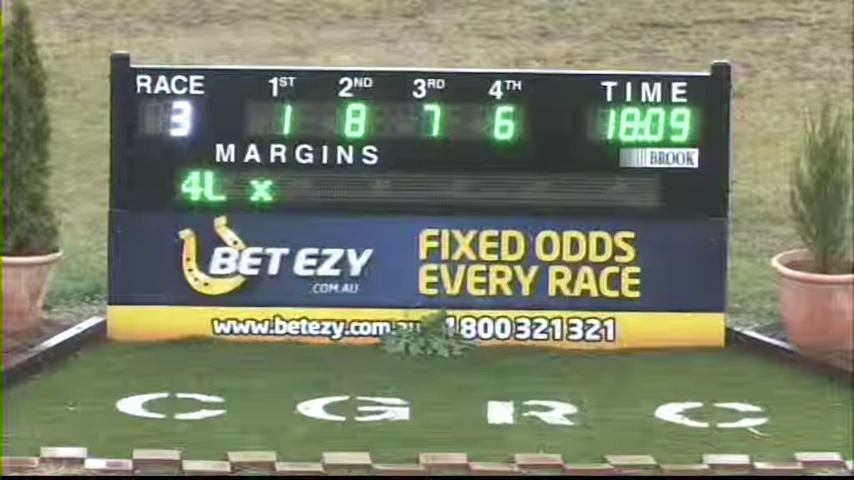 RACE 1ST 2ND 3RD 4TH TIME
3 1 8 7 6 18:09
MARGINS BROOK
4L x
BET EZY
.COM.AU
FIXED ODDS
EVERY RACE
www.betezy.com.au 1800 321 321
C G R C